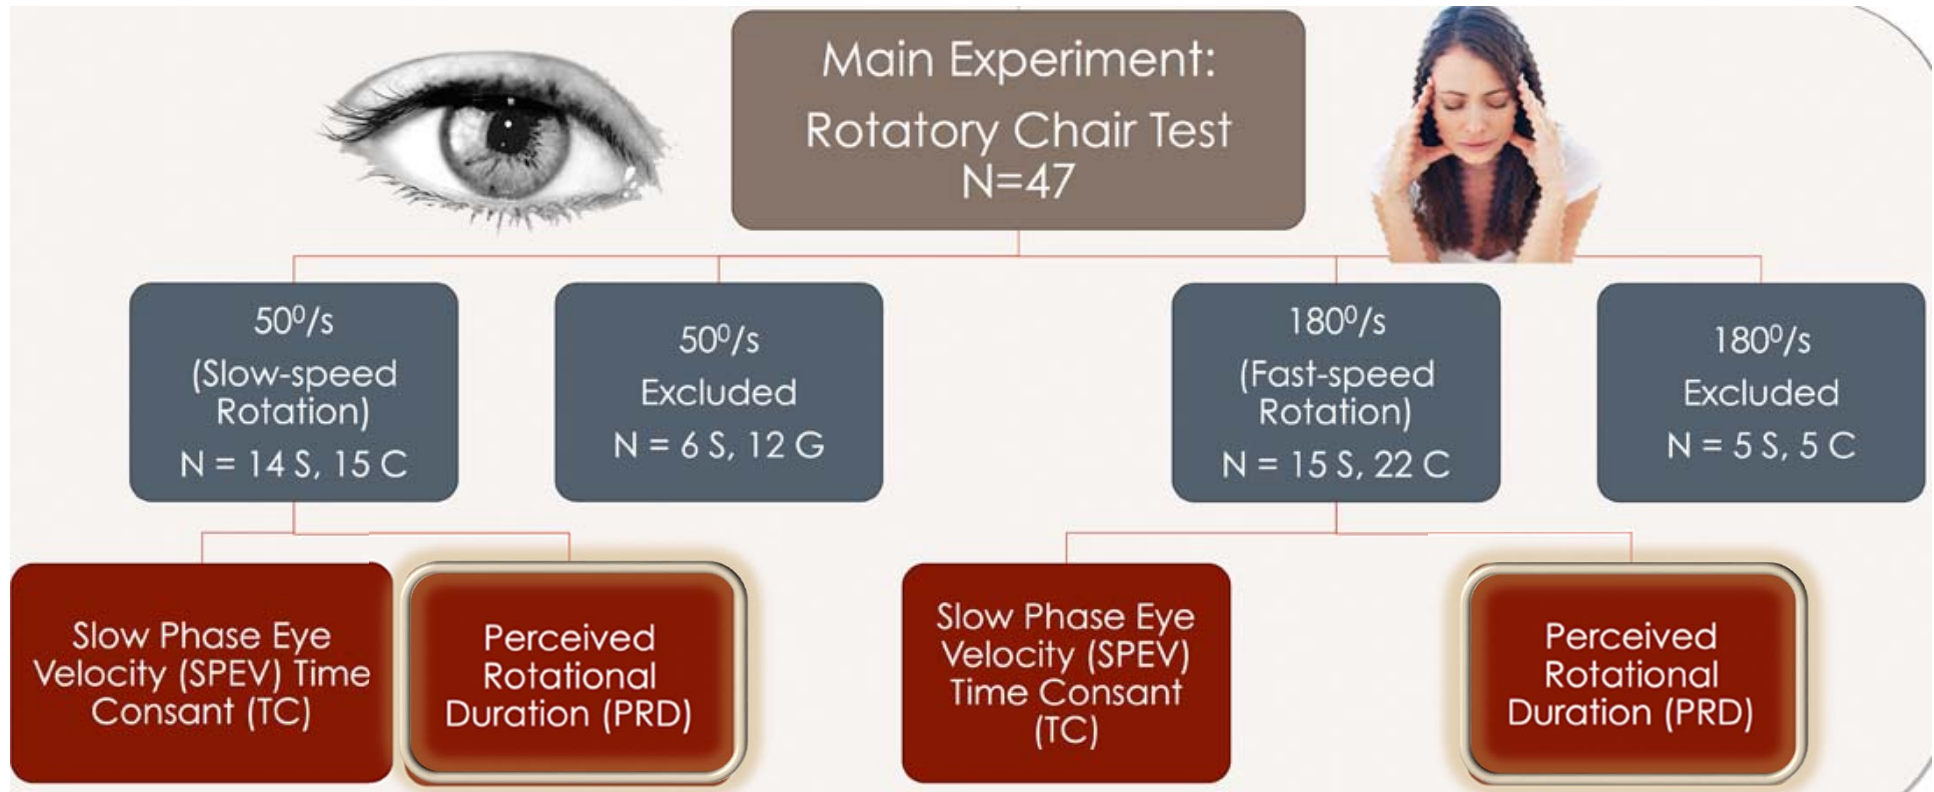 Main Experiment:
Rotatory Chair Test
N=47
50⁰/s
(Slow-speed
Rotation)
N = 14 S, 15 C
50⁰/s
Excluded
N = 6 S, 12 G
180⁰/s
(Fast-speed
Rotation)
N = 15 S, 22 C
180⁰/s
Excluded
N = 5 S, 5 C
Slow Phase Eye
Velocity (SPEV) Time
Consant (TC)
Perceived
Rotational
Duration (PRD)
Slow Phase Eye
Velocity (SPEV)
Time Consant
(TC)
Perceived
Rotational
Duration (PRD)